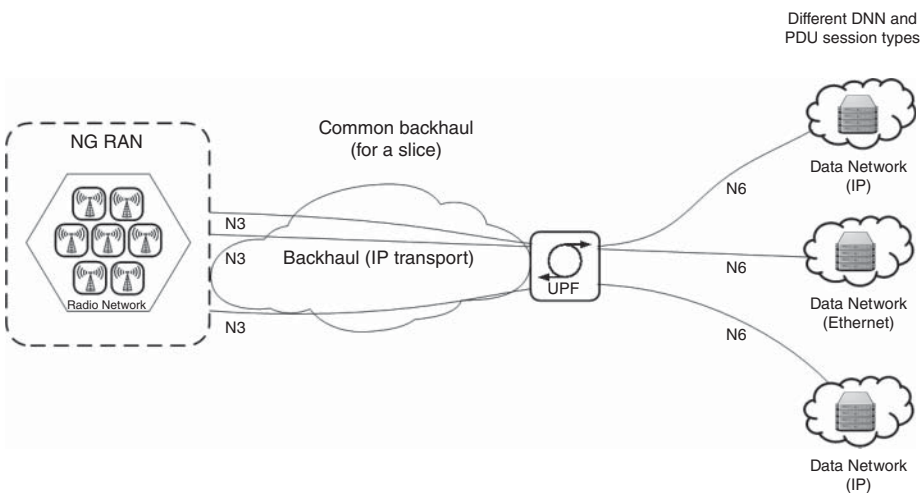 Different DNN and
PDU session types
NG RAN
Common backhaul
(for a slice)
N3
N3
Backhaul (IP transport)
N3
Radio Network
UPF
N6
N6
N6
Data Network
(IP)
Data Network
(Ethernet)
Data Network
(IP)